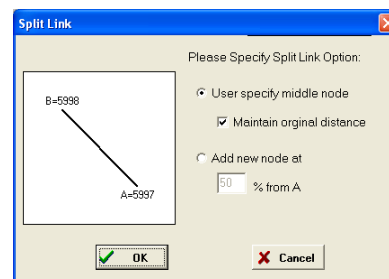 Split Link
Please Specify Split Link Option:
B=5998
A=5997
User specify middle node
Maintain orginal distance
Add new node at
50 % from A
OK
Cancel